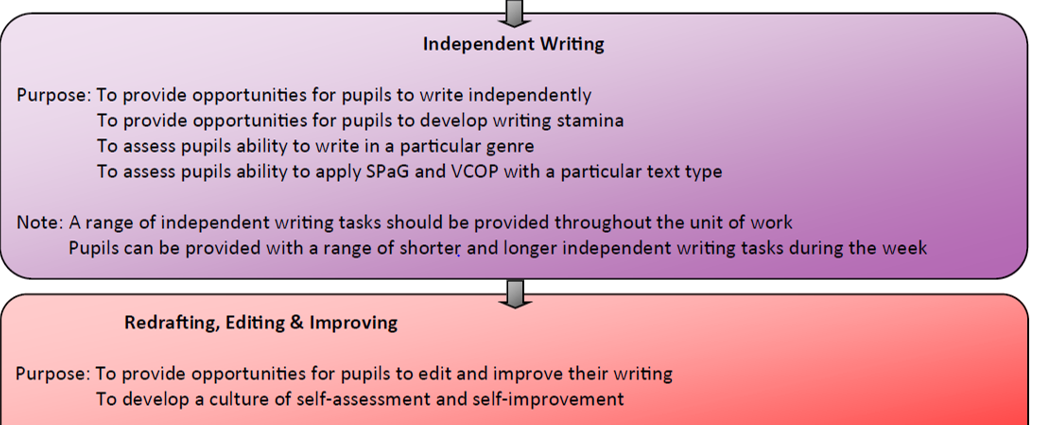 Independent Writing
Purpose: To provide opportunities for pupils to write independently
To provide opportunities for pupils to develop writing stamina
To assess pupils ability to write in a particular genre
To assess pupils ability to apply SPaG and VCOP with a particular text type
Note: A range of independent writing tasks should be provided throughout the unit of work
Pupils can be provided with a range of shorter and longer independent writing tasks during the week
Redrafting, Editing & Improving
Purpose: To provide opportunities for pupils to edit and improve their writing
To develop a culture of self-assessment and self-improvement